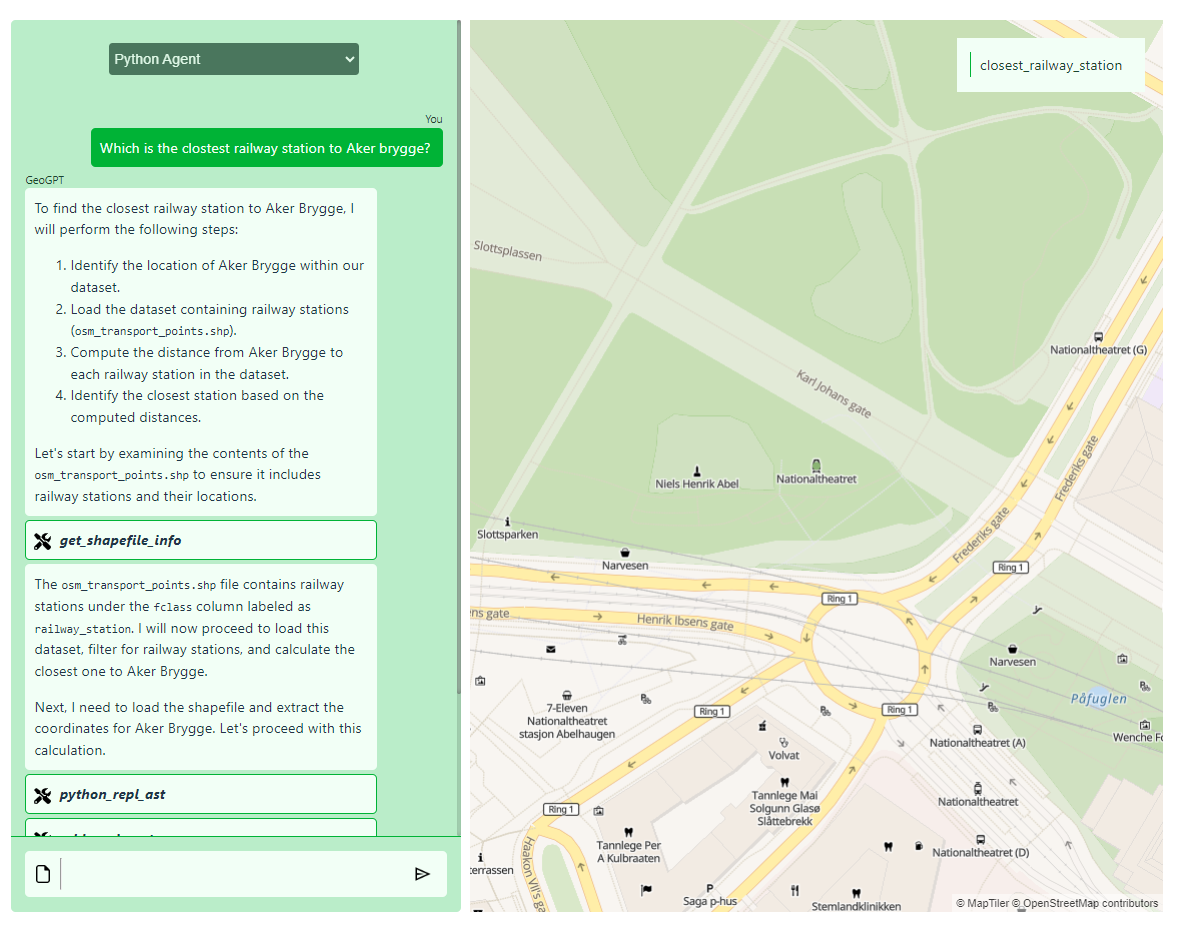 Python Agent
You
Which is the clostest railway station to Aker brygge?
GeoGPT
To find the closest railway station to Aker Brygge, I
will perform the following steps:
1. Identify the location of Aker Brygge within our
dataset.
2. Load the dataset containing railway stations
(osm_transport_points.shp).
3. Compute the distance from Aker Brygge to
each railway station in the dataset.
4. Identify the closest station based on the
computed distances.
Let's start by examining the contents of the
osm_transport_points.shp to ensure it includes
railway stations and their locations.
get_shapefile_info
The osm_transport_points.shp file contains railway
stations under the fclass column labeled as
railway_station. I will now proceed to load this
dataset, filter for railway stations, and calculate the
closest one to Aker Brygge.
Next, I need to load the shapefile and extract the
coordinates for Aker Brygge. Let's proceed with this
calculation.
python_repl_ast
closest_railway_station
Slottsplassen
Nationaltheatret (G)
Karl Johans gate
Frederiks gate
Niels Henrik Abel
Nationaltheatret
Slottsparken
Frederiks gate
Narvesen
Ring 1
Ring 1
ns gate
Henrik Ibsens gate
Narvesen
Påfuglen
7-Eleven
Nationaltheatret
stasjon Abelhaugen
Ring 1
Ring 1
Wenche Fo
Nationaltheatret (A)
Volvat
Tannlege Mai
Solgunn Glasø
Slåttebrekk
Nationaltheatret
Ring 1
Tannlege Per
A Kulbraaten
Nationaltheatret (D)
Haakon VII's ga
terrassen
P
Saga p-hus
Stemlandklinikken
© MapTiler © OpenStreetMap contributors